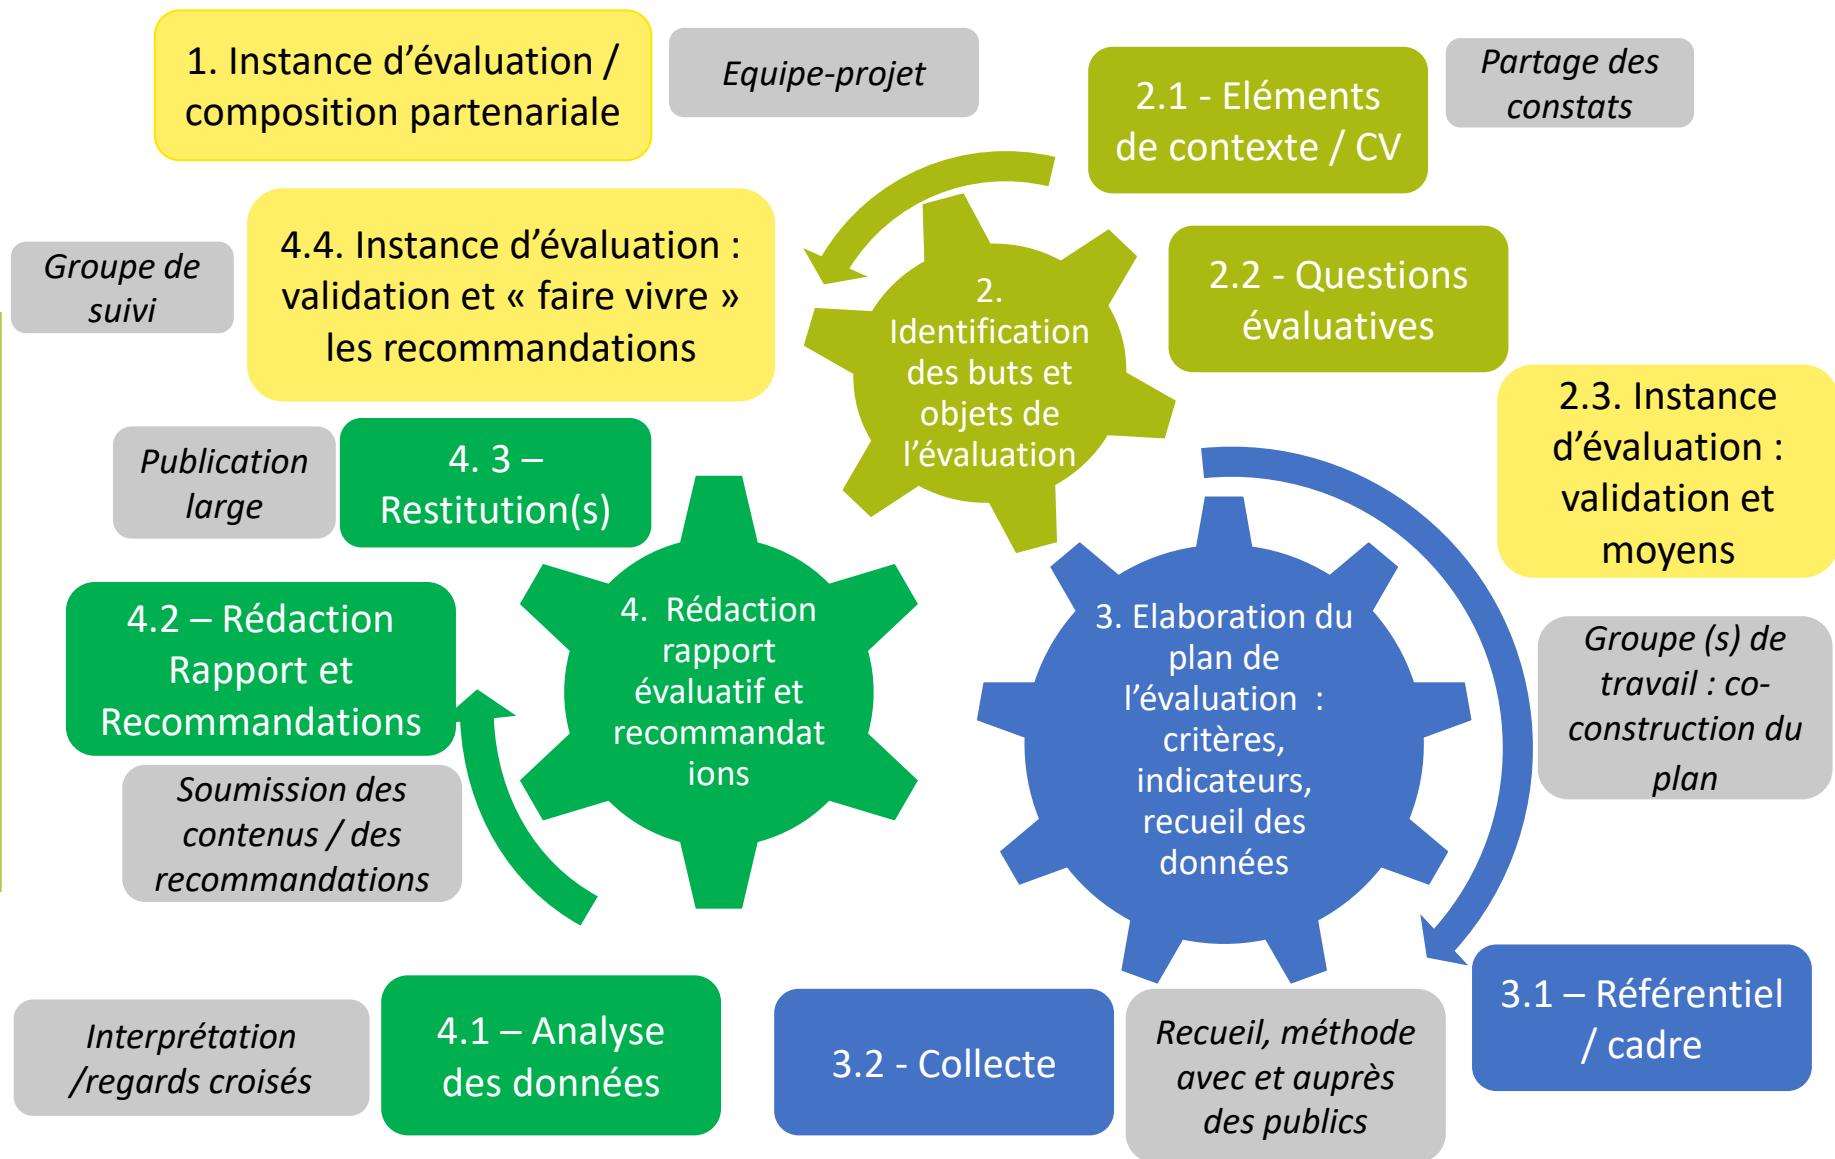 1. Instance d’évaluation /
composition partenariale
Equipe-projet
2.1 - Eléments
de contexte / CV
Partage des
constats
4.4. Instance d’évaluation :
validation et « faire vivre »
les recommandations
Groupe de
suivi
2.
Identification
des buts et
objets de
l’évaluation
2.2 - Questions
évaluatives
2.3. Instance
d’évaluation :
validation et
moyens
Publication
large
4. 3 –
Restitution(s)
4.2 – Rédaction
Rapport et
Recommandations
Soumission des
contenus / des
recommandations
4. Rédaction
rapport
évaluatif et
recommandat
ions
3. Elaboration du
plan de
l’évaluation :
critères,
indicateurs,
recueil des
données
Groupe (s) de
travail : co-
construction du
plan
Interprétation
/regards croisés
4.1 – Analyse
des données
3.2 - Collecte
Recueil, méthode
avec et auprès
des publics
3.1 – Référentiel
/ cadre